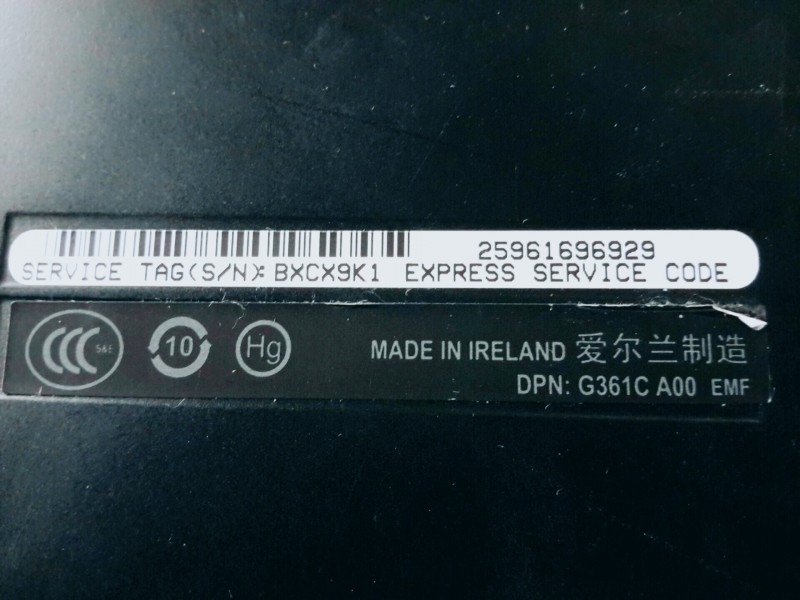 25961696929
SERVICE TAG(S/N): BXCX9K1 EXPRESS SERVICE CODE
CCC S&E 10 Hg MADE IN IRELAND 爱尔兰制造
DPN: G361C A00 EMF